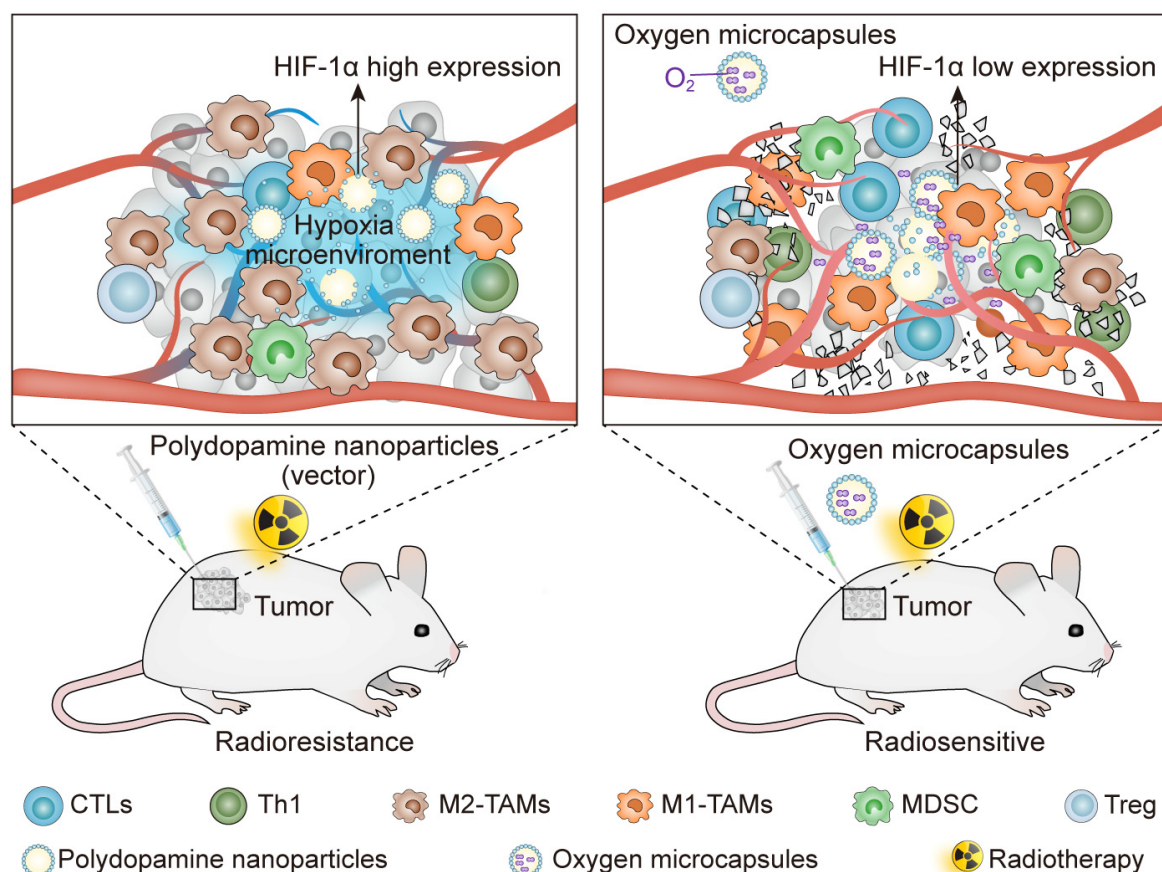 HIF-1α high expression
Hypoxia
microenviroment
Oxygen microcapsules
O2
HIF-1α low expression
Polydopamine nanoparticles
(vector)
Tumor
Radioresistance
Oxygen microcapsules
Tumor
Radiosensitive
CTLs
Th1
M2-TAMs
M1-TAMs
MDSC
Treg
Polydopamine nanoparticles
Oxygen microcapsules
Radiotherapy